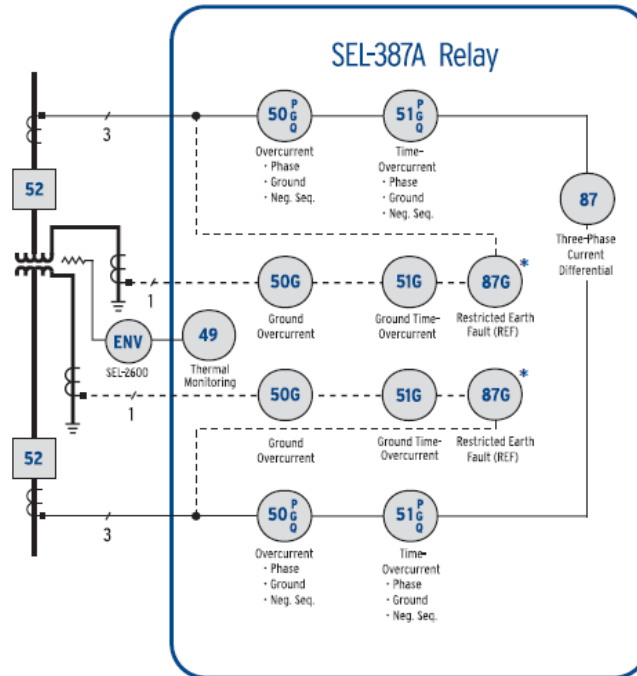 SEL-387A Relay
3
50 P G Q
51 P G Q
Overcurrent
· Phase
· Ground
· Neg. Seq.
Time-
Overcurrent
· Phase
· Ground
· Neg. Seq.
52
87
Three-Phase
Current
Differential
1
50G
51G
87G *
Ground
Overcurrent
Ground Time-
Overcurrent
Restricted Earth
Fault (REF)
ENV
49
SEL-2600
Thermal
Monitoring
1
50G
51G
87G *
Ground
Overcurrent
Ground Time-
Overcurrent
Restricted Earth
Fault (REF)
52
3
50 P G Q
51 P G Q
Overcurrent
· Phase
· Ground
· Neg. Seq.
Time-
Overcurrent
· Phase
· Ground
· Neg. Seq.